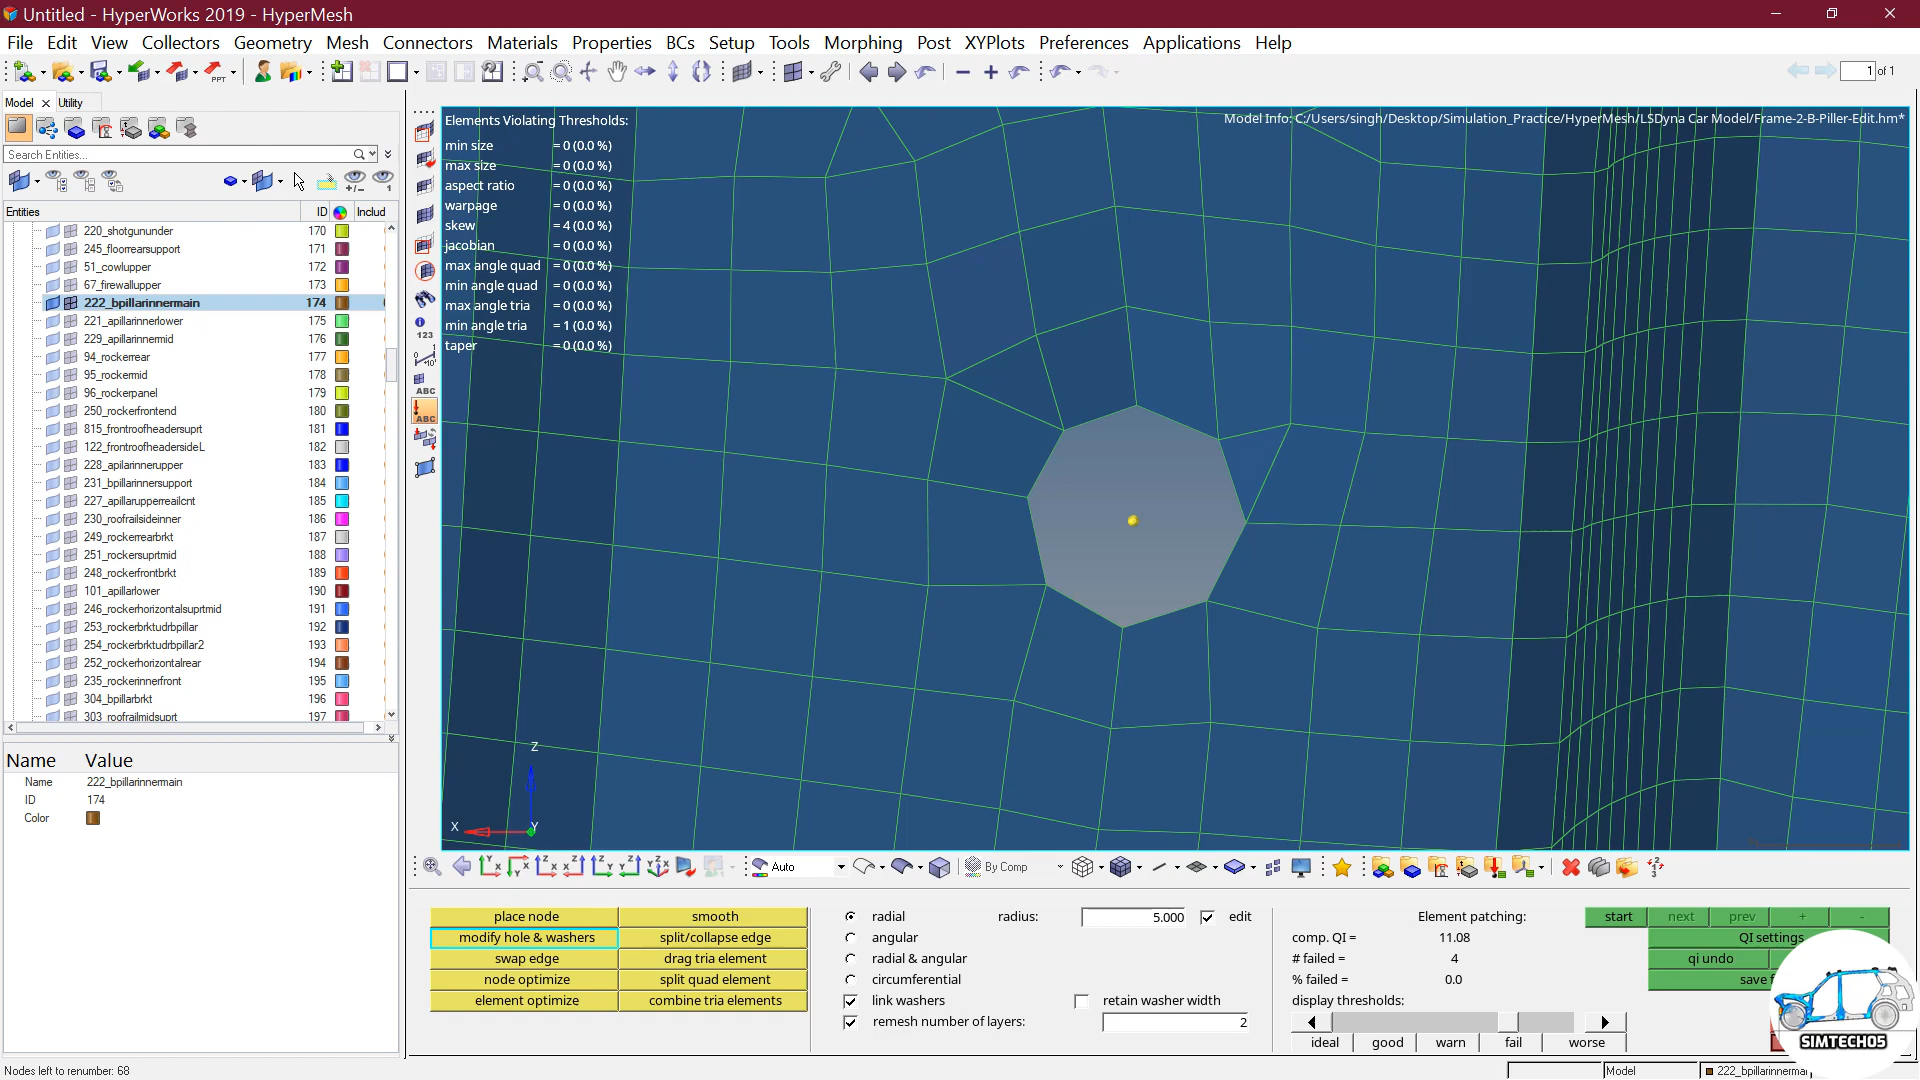 Untitled - HyperWorks 2019 - HyperMesh
File Edit View Collectors Geometry Mesh Connectors Materials Properties BCs Setup Tools Morphing Post XYPlots Preferences Applications Help
PPT
1 of 1
Model Utility
Search Entities...
Entities ID Includ
220_shotgununder 170
245_floorrearsupport 171
51_cowlupper 172
67_firewallupper 173
222_bpillarinnermain 174
221_apillarinnerlower 175
229_apillarinnermid 176
94_rockerrear 177
95_rockermid 178
96_rockerpanel 179
250_rockerfrontend 180
815_frontroofheadersuprt 181
122_frontroofheadersideL 182
228_apilarinnerupper 183
231_bpillarinnersupport 184
227_apillarupperreailcnt 185
230_roofrailsideinner 186
249_rockerrearbrkt 187
251_rockersuprtmid 188
248_rockerfrontbrkt 189
101_apillarlower 190
246_rockerhorizontalsuprtmid 191
253_rockerbrktudrbpillar 192
254_rockerbrktudrbpillar2 193
252_rockerhorizontalrear 194
235_rockerinnerfront 195
304_bpillarbrkt 196
303_roofrailmidsuprt 197
Name Value
Name 222_bpillarinnermain
ID 174
Color
123
ABC
ABC
Elements Violating Thresholds:
min size = 0 (0.0 %)
max size = 0 (0.0 %)
aspect ratio = 0 (0.0 %)
warpage = 0 (0.0 %)
skew = 4 (0.0 %)
jacobian = 0 (0.0 %)
max angle quad = 0 (0.0 %)
min angle quad = 0 (0.0 %)
max angle tria = 0 (0.0 %)
min angle tria = 1 (0.0 %)
taper = 0 (0.0 %)
Model Info: C:/Users/singh/Desktop/Simulation_Practice/HyperMesh/LSDyna Car Model/Frame-2-B-Piller-Edit.hm*
Z
X Y
Auto
By Comp
place node smooth
modify hole & washers split/collapse edge
swap edge drag tria element
node optimize split quad element
element optimize combine tria elements
radial radius: 5.000 edit
angular
radial & angular
circumferential
link washers retain washer width
remesh number of layers: 2
Element patching: start next prev + -
comp. QI = 11.08 QI settings
# failed = 4 qi undo
% failed = 0.0 save f
display thresholds:
ideal good warn fail worse
SIMTECH05
Nodes left to renumber: 68
Model 222_bpillarinnermai